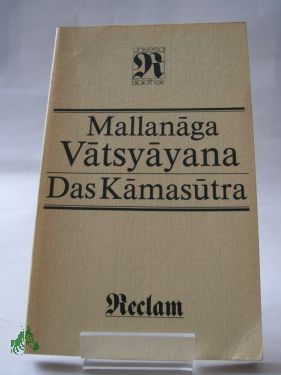 Universal
R
Bibliothek
Mallanāga
Vātsyāyana
Das Kāmasūtra
Reclam